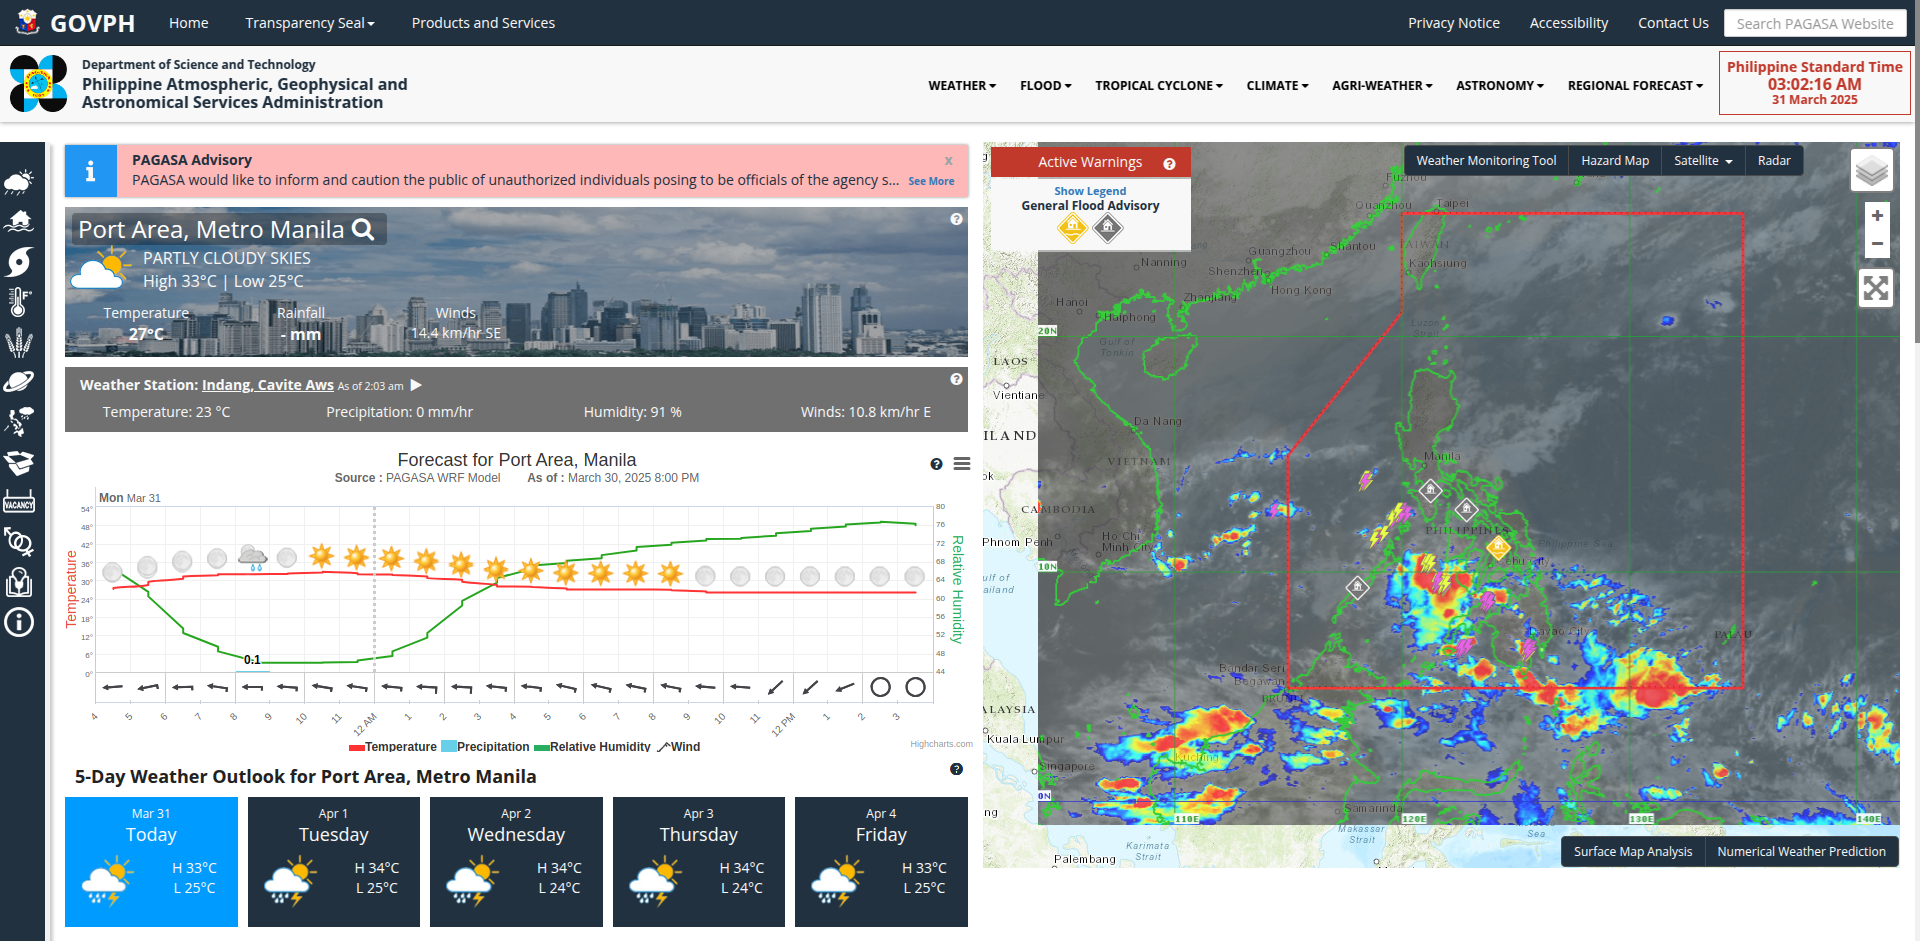 GOVPH
Home
Transparency Seal
Products and Services
Privacy Notice
Accessibility
Contact Us
Search PAGASA Website
Department of Science and Technology
Philippine Atmospheric, Geophysical and
Astronomical Services Administration
WEATHER
FLOOD
TROPICAL CYCLONE
CLIMATE
AGRI-WEATHER
ASTRONOMY
REGIONAL FORECAST
Philippine Standard Time
03:02:16 AM
31 March 2025
PAGASA Advisory
x
PAGASA would like to inform and caution the public of unauthorized individuals posing to be officials of the agency s...
See More
Port Area, Metro Manila
PARTLY CLOUDY SKIES
High 33°C | Low 25°C
Temperature
27°C
Rainfall
- mm
Winds
14.4 km/hr SE
Weather Station: Indang, Cavite Aws As of 2:03 am
Temperature: 23 °C
Precipitation: 0 mm/hr
Humidity: 91 %
Winds: 10.8 km/hr E
Forecast for Port Area, Manila
Source : PAGASA WRF Model As of : March 30, 2025 8:00 PM
Mon Mar 31
54°
48°
42°
36°
30°
24°
18°
12°
6°
0°
Temperature
80
76
72
68
64
60
56
52
48
44
Relative Humidity
0.1
4
5
6
7
8
9
10
11
12 AM
1
2
3
4
5
6
7
8
9
10
11
12 PM
1
2
3
Temperature
Precipitation
Relative Humidity
Wind
Highcharts.com
5-Day Weather Outlook for Port Area, Metro Manila
Mar 31
Today
H 33°C
L 25°C
Apr 1
Tuesday
H 34°C
L 25°C
Apr 2
Wednesday
H 34°C
L 24°C
Apr 3
Thursday
H 34°C
L 24°C
Apr 4
Friday
H 33°C
L 25°C
VACANCY
Active Warnings
Show Legend
General Flood Advisory
Weather Monitoring Tool
Hazard Map
Satellite
Radar
+
−
Fuzhou
Quanzhou
Taipei
TAIWAN
Kaohsiung
Guangzhou
Shantou
Nanning
Shenzhen
Hong Kong
Zhanjiang
Hanoi
Haiphong
Gulf of
Tonkin
Luzon
Strait
20N
LAOS
Vientiane
Da Nang
VIETNAM
Manila
CAMBODIA
Phnom Penh
Ho Chi
Minh City
PHILIPPINES
Cebu City
10N
Davao City
PALAU
Bandar Seri
Begawan
BRUNEI
Kuala Lumpur
Kuching
Singapore
0N
Samarinda
110E
120E
130E
140E
Makassar
Strait
Karimata
Strait
Palembang
Sea
Surface Map Analysis
Numerical Weather Prediction